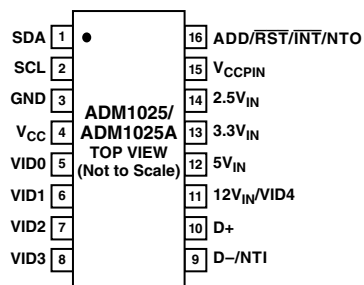 SDA 1
SCL 2
GND 3
VCC 4
VID0 5
VID1 6
VID2 7
VID3 8
ADM1025/
ADM1025A
TOP VIEW
(Not to Scale)
16 ADD/RST/INT/NTO
15 VCCPIN
14 2.5VIN
13 3.3VIN
12 5VIN
11 12VIN/VID4
10 D+
9 D–/NTI